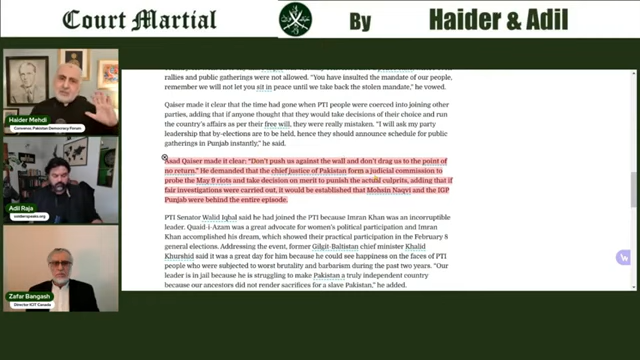 Court Martial
By
Haider & Adil
rallies and public gatherings were not allowed. "You have insulted the mandate of our people,
remember we will not let you sit in peace until we take back the stolen mandate," he vowed.
Qaiser made it clear that the time had gone when PTI people were coerced into joining other
parties, adding that if anyone thought that they would take decisions of their choice and run
the country's affairs as per their free will, they were really mistaken. "I will ask my party
leadership that by-elections are to be held, hence they should announce schedule for public
gatherings in Punjab instantly," he said.
Asad Qaiser made it clear: "Don't push us against the wall and don't drag us to the point of
no return." He demanded that the chief justice of Pakistan form a judicial commission to
probe the May 9 riots and take decision on merit to punish the actual culprits, adding that if
fair investigations were carried out, it would be established that Mohsin Naqvi and the IGP
Punjab were behind the entire episode.
PTI Senator Walid Iqbal said he had joined the PTI because Imran Khan was an incorruptible
leader. Quaid-i-Azam was a great advocate for women's political participation and Imran
Khan accomplished his dream, which showed their practical participation in the February 8
general elections. Addressing the event, former Gilgit-Baltistan chief minister Khalid
Khurshid said it was a great day for him because he could see happiness on the faces of PTI
people who were subjected to worst brutality and barbarism during the past two years. "Our
leader is in jail because he is struggling to make Pakistan a truly independent country
because our ancestors did not render sacrifices for a slave Pakistan," he added.
Haider Mehdi
Convenor, Pakistan Democracy Forum
Adil Raja
soldierspeaks.org
Zafar Bangash
Director ICIT Canada